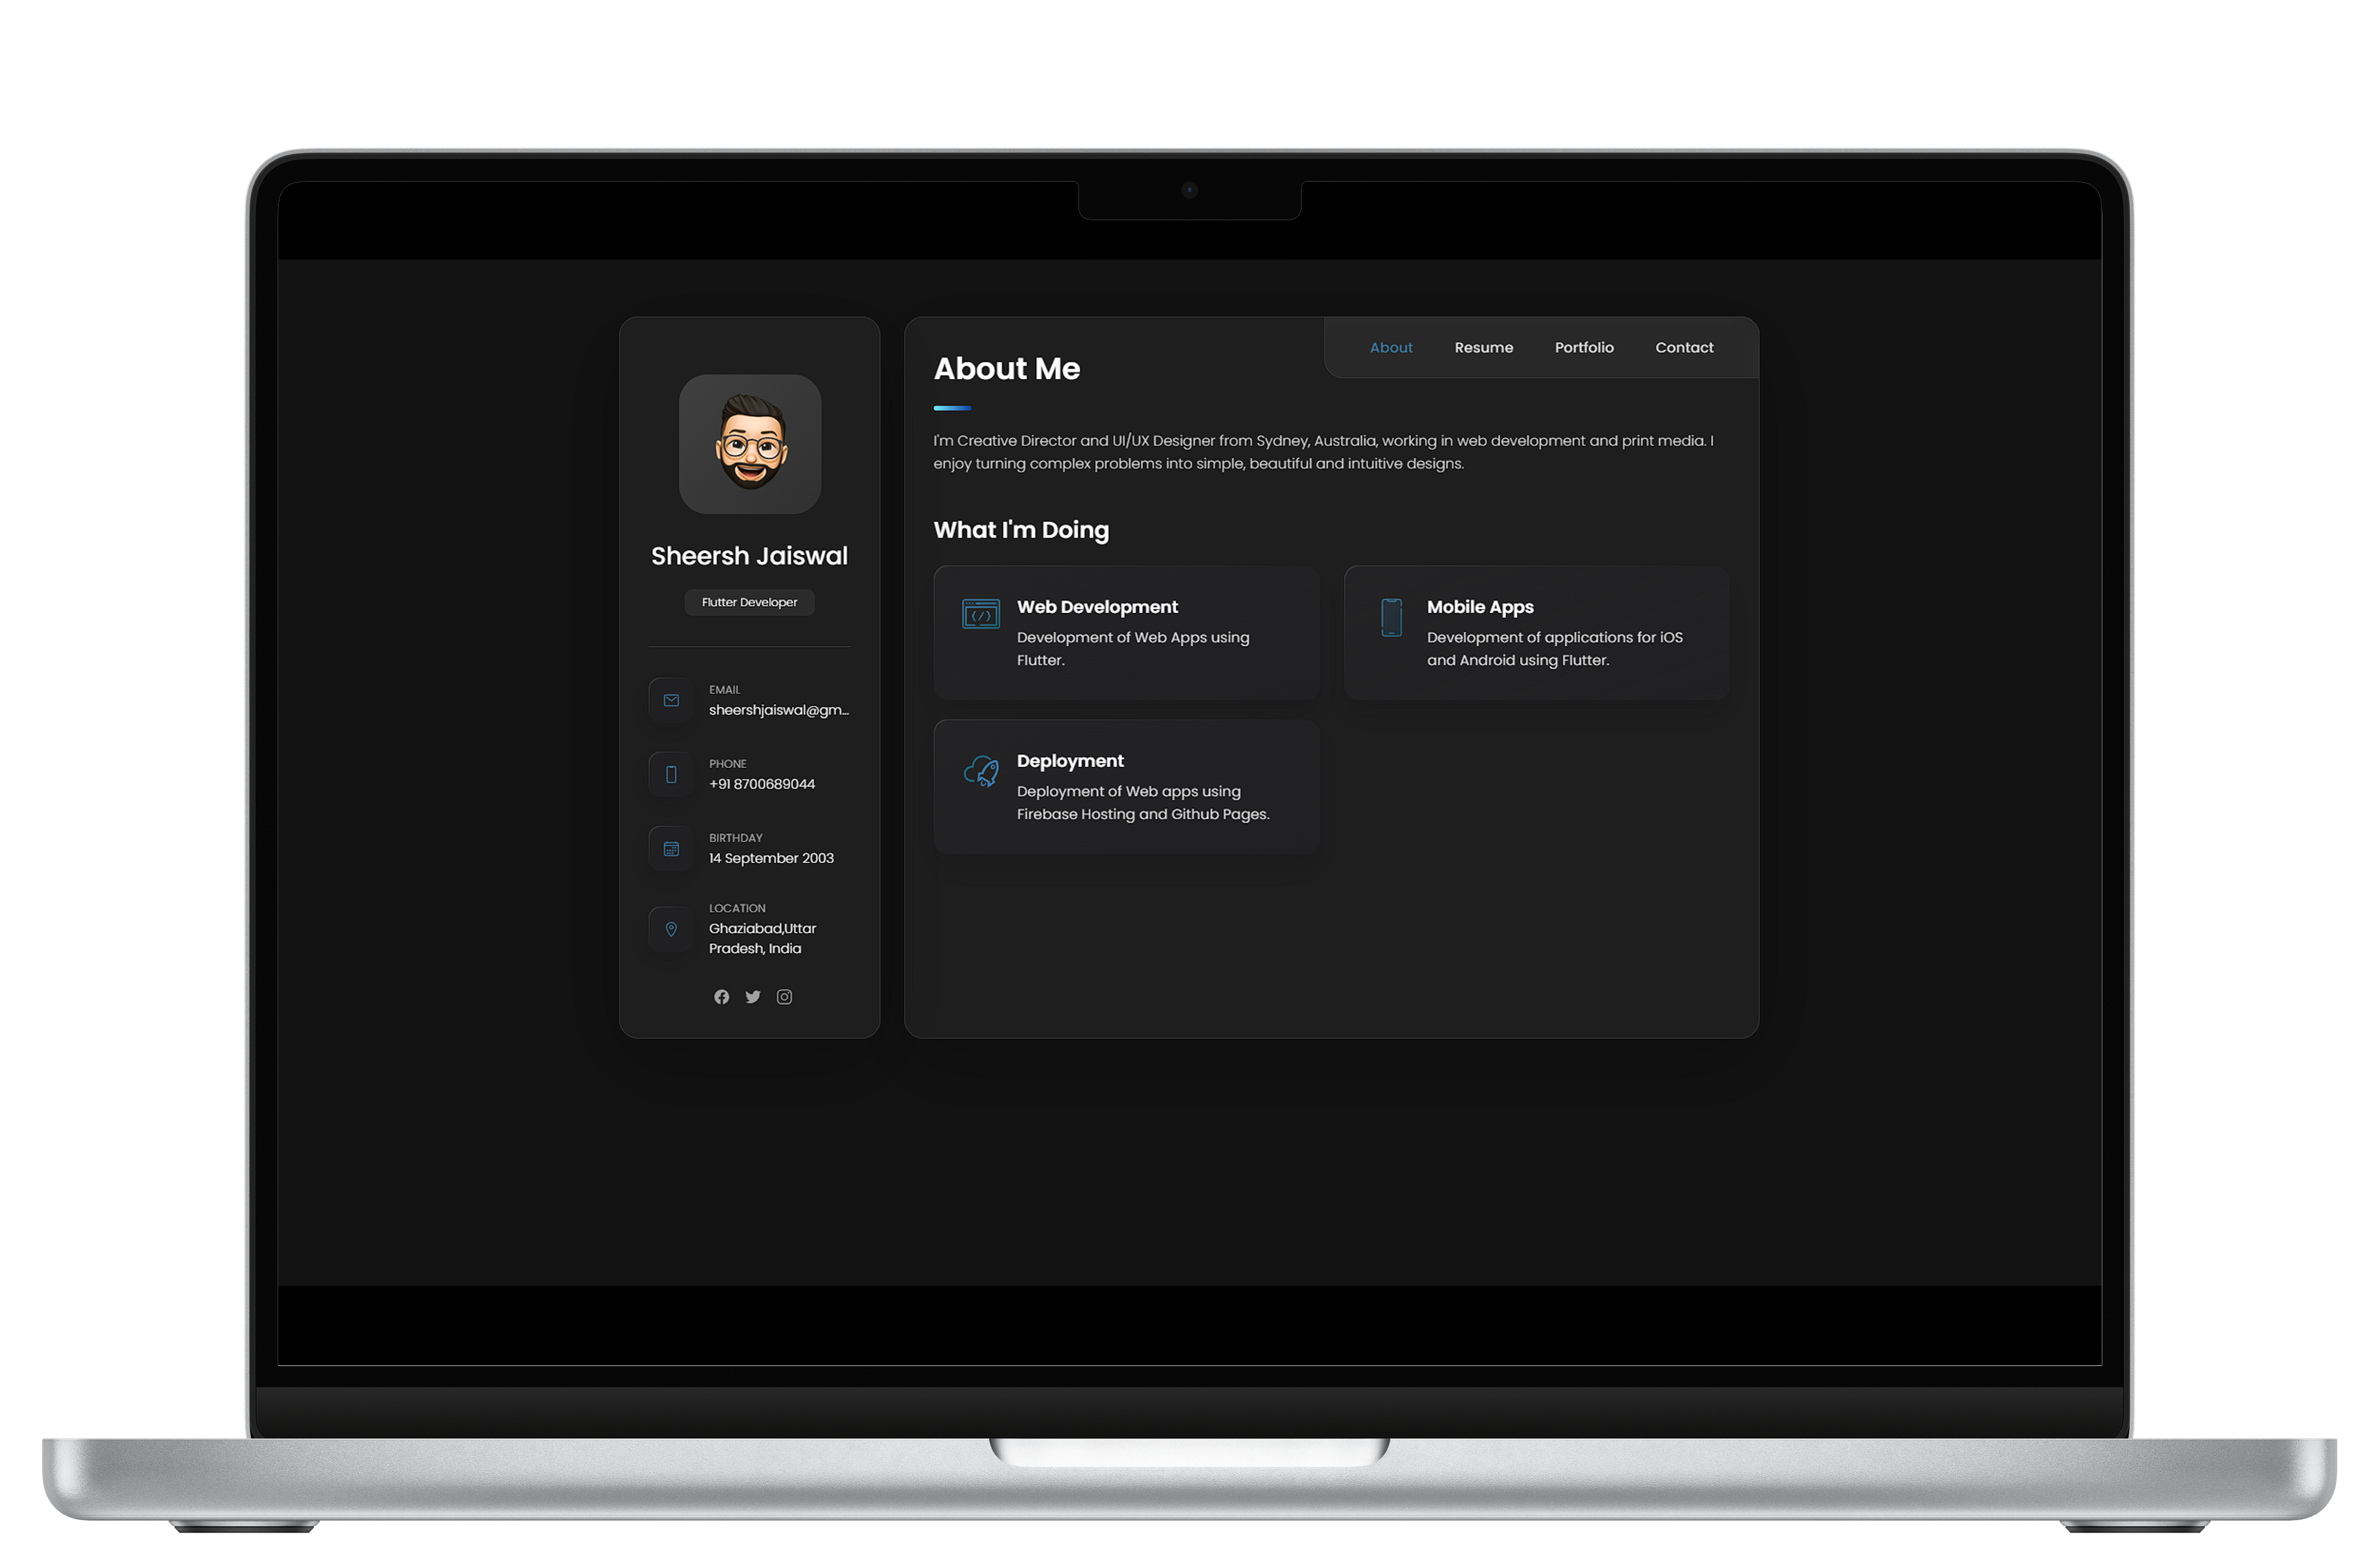 Sheersh Jaiswal
Flutter Developer
EMAIL
sheershjaiswal@gm...
PHONE
+91 8700689044
BIRTHDAY
14 September 2003
LOCATION
Ghaziabad,Uttar
Pradesh, India
About Resume Portfolio Contact
About Me
I'm Creative Director and UI/UX Designer from Sydney, Australia, working in web development and print media. I
enjoy turning complex problems into simple, beautiful and intuitive designs.
What I'm Doing
Web Development
Development of Web Apps using
Flutter.
Mobile Apps
Development of applications for iOS
and Android using Flutter.
Deployment
Deployment of Web apps using
Firebase Hosting and Github Pages.